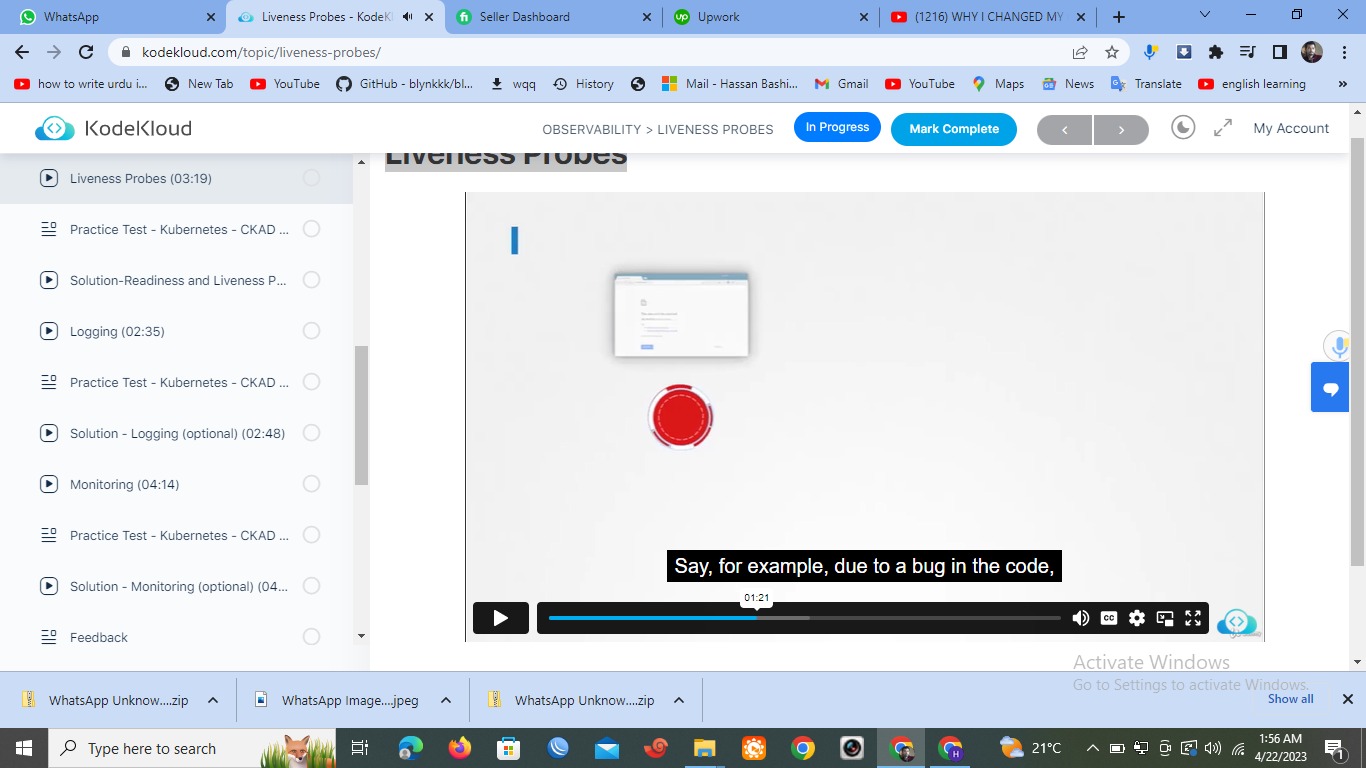 WhatsApp
Liveness Probes - KodeKl
Seller Dashboard
Upwork
(1216) WHY I CHANGED MY
kodekloud.com/topic/liveness-probes/
how to write urdu i...
New Tab
YouTube
GitHub - blynkkk/bl...
wqq
History
Mail - Hassan Bashi...
Gmail
YouTube
Maps
News
Translate
english learning
»
KodeKloud
OBSERVABILITY > LIVENESS PROBES
In Progress
Mark Complete
My Account
Liveness Probes
Liveness Probes (03:19)
Practice Test - Kubernetes - CKAD ...
Solution-Readiness and Liveness P...
Logging (02:35)
Practice Test - Kubernetes - CKAD ...
Solution - Logging (optional) (02:48)
Monitoring (04:14)
Practice Test - Kubernetes - CKAD ...
Solution - Monitoring (optional) (04...
Feedback
Say, for example, due to a bug in the code,
01:21
CC
Activate Windows
Go to Settings to activate Windows.
WhatsApp Unknow....zip
WhatsApp Image....jpeg
WhatsApp Unknow....zip
Show all
Type here to search
21°C
1:56 AM
4/22/2023
1